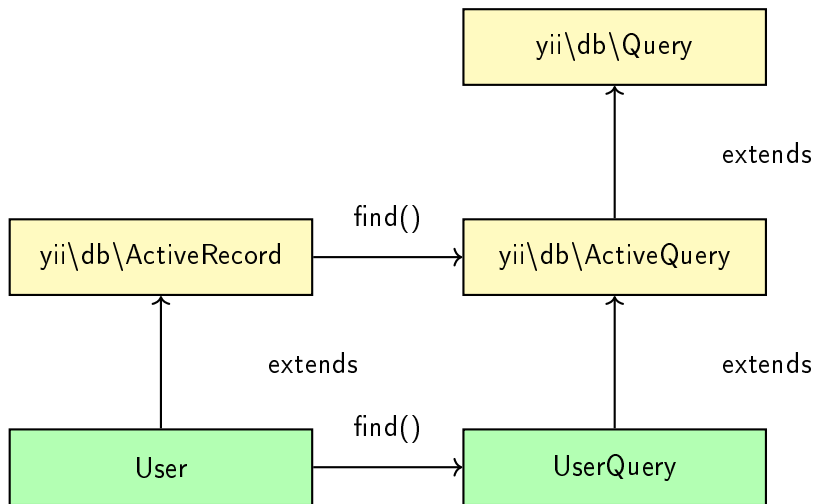 yii\db\Query
extends
find()
yii\db\ActiveRecord
yii\db\ActiveQuery
extends
extends
find()
User
UserQuery